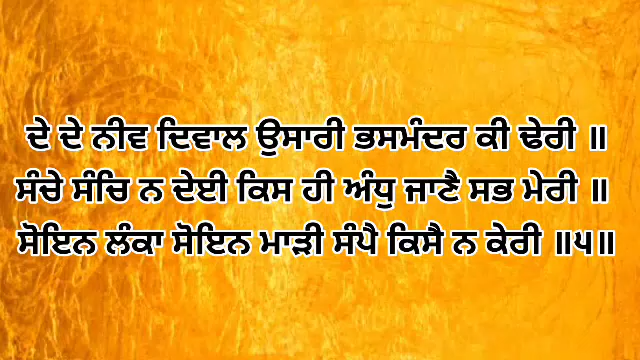 ਦੇ ਦੇ ਨੀਵ ਦਿਵਾਲ ਉਸਾਰੀ ਭਸਮੰਦਰ ਕੀ ਢੇਰੀ ॥
ਸੰਚੇ ਸੰਚਿ ਨ ਦੇਈ ਕਿਸ ਹੀ ਅੰਧੁ ਜਾਣੈ ਸਭ ਮੇਰੀ ॥
ਸੋਇਨ ਲੰਕਾ ਸੋਇਨ ਮਾੜੀ ਸੰਪੈ ਕਿਸੈ ਨ ਕੇਰੀ ॥੫॥